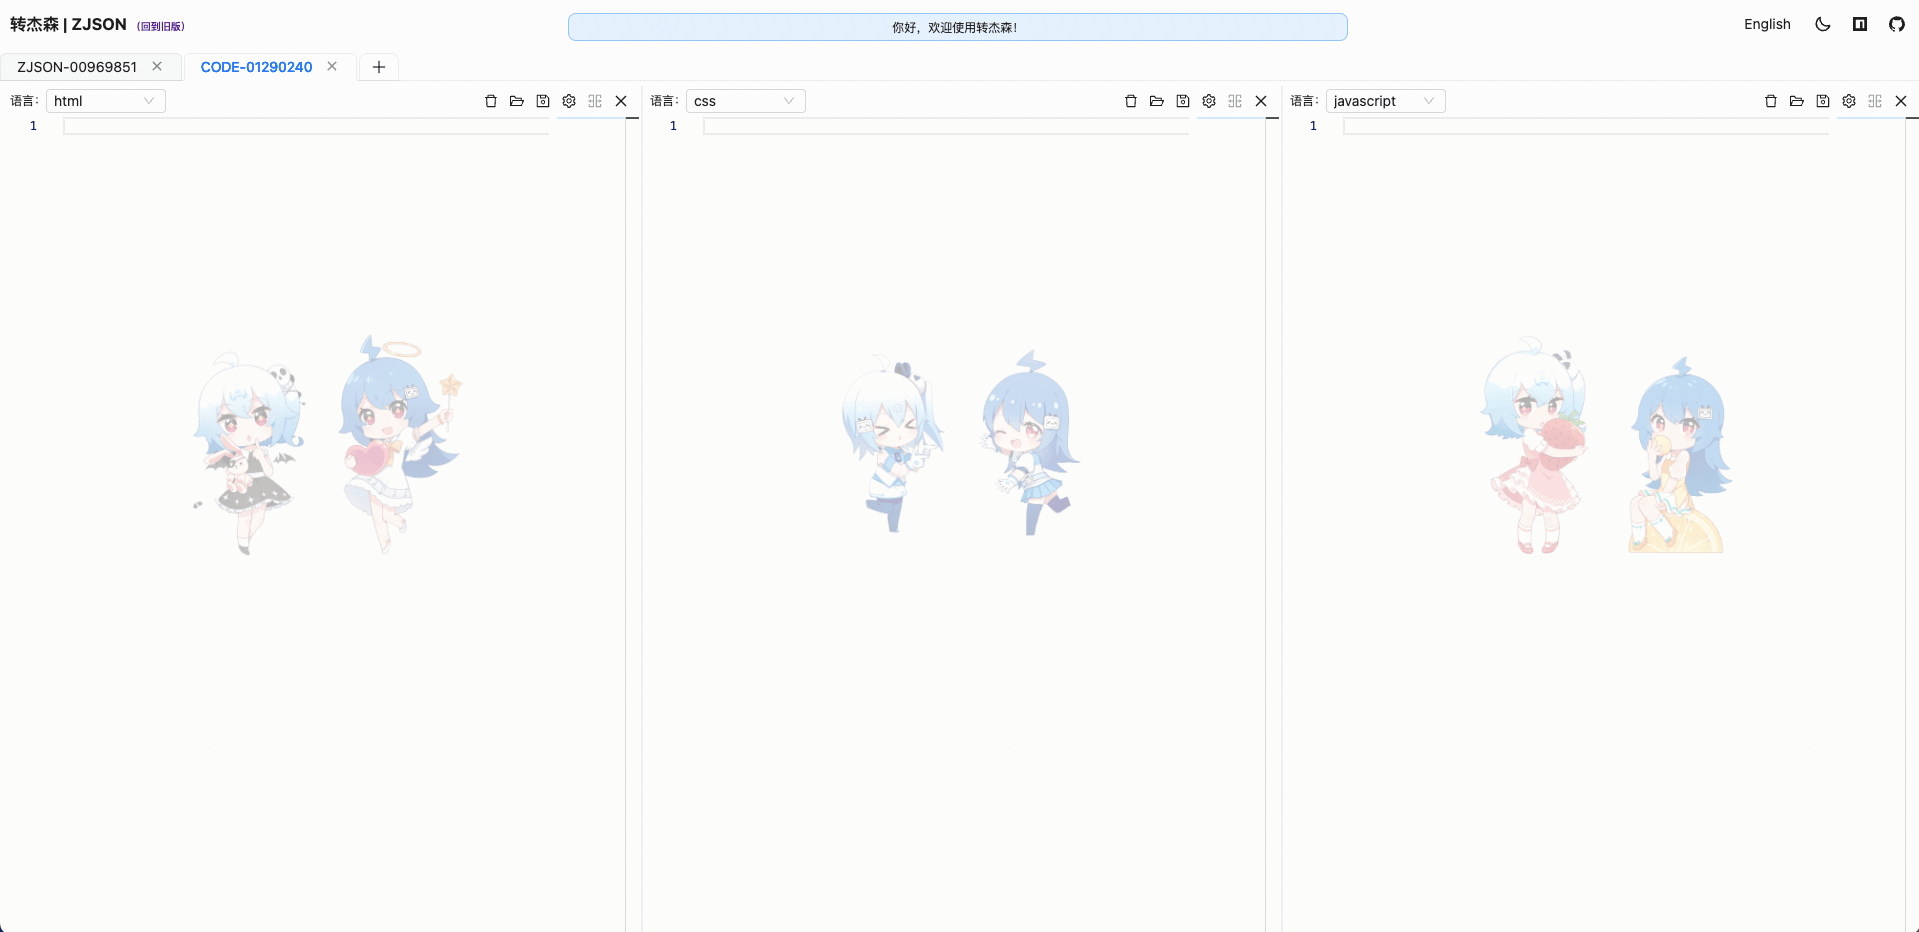 转杰森 | ZJSON (回到旧版)
你好，欢迎使用转杰森！
English
ZJSON-00969851
CODE-01290240
语言： html
语言： css
语言： javascript
1
1
1